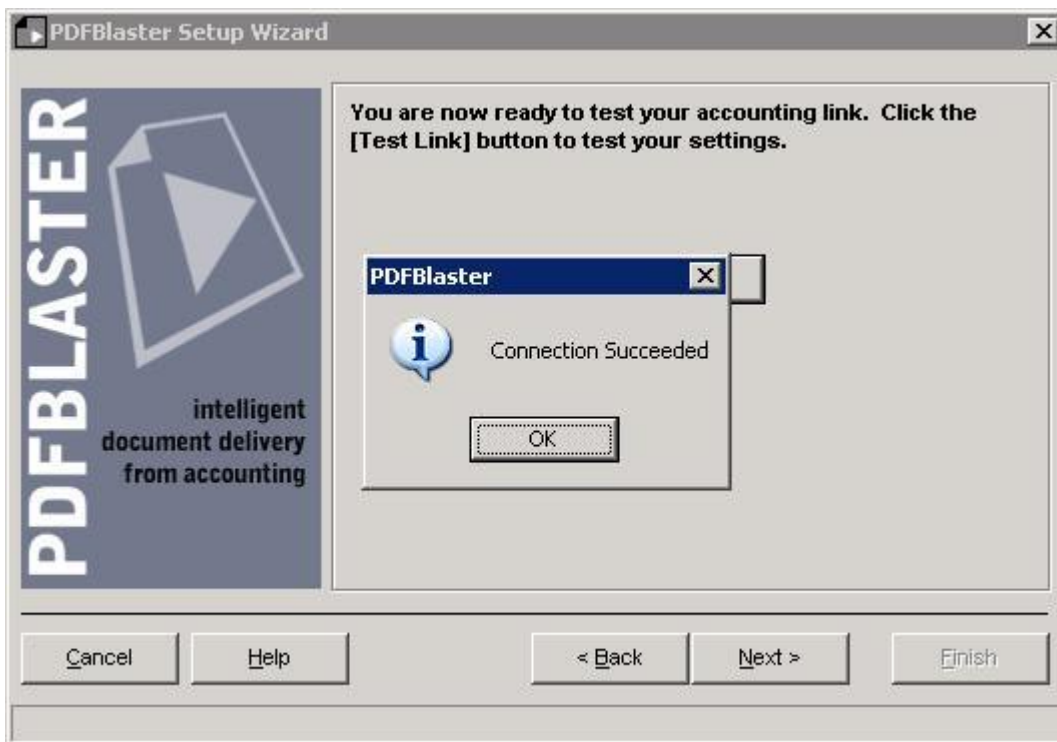 PDFBlaster Setup Wizard
PDFBLASTER
intelligent
document delivery
from accounting
You are now ready to test your accounting link. Click the
[Test Link] button to test your settings.
PDFBlaster
Connection Succeeded
OK
Cancel
Help
< Back
Next >
Finish